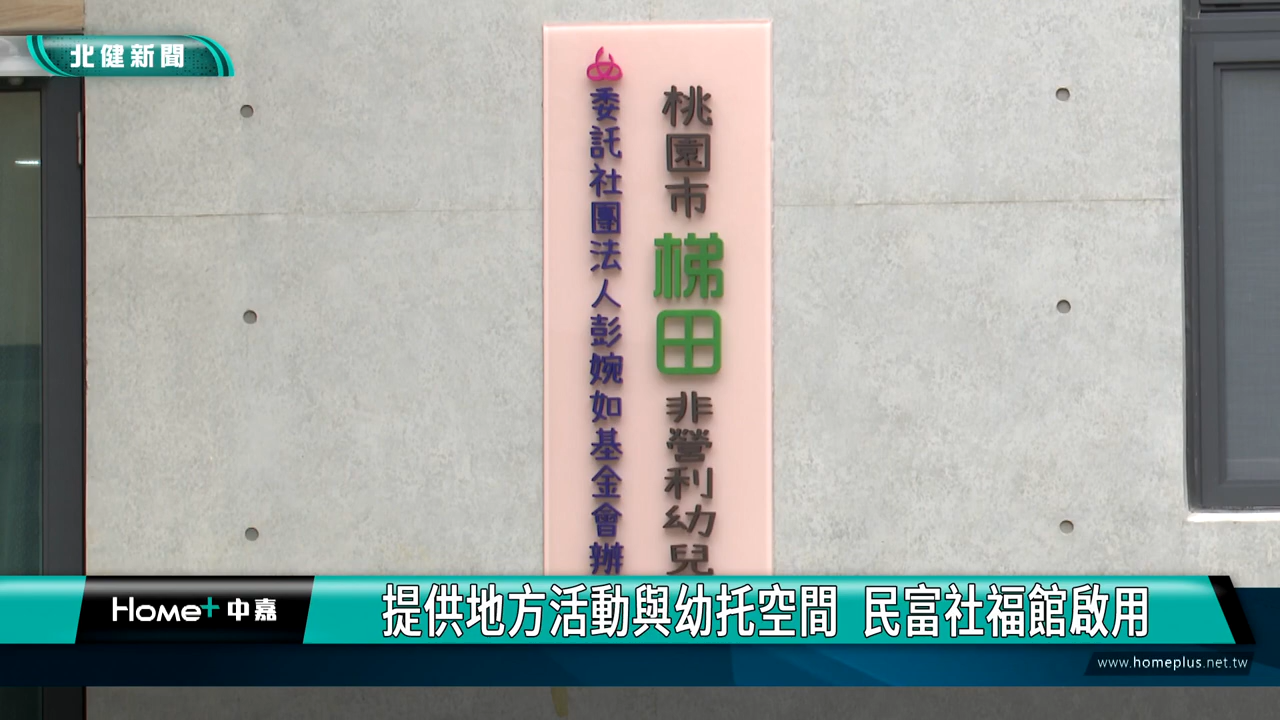 北健新聞
桃園市梯田非營利幼兒
委託社團法人彭婉如基金會辦
Home+中嘉
提供地方活動與幼托空間 民富社福館啟用
www.homeplus.net.tw